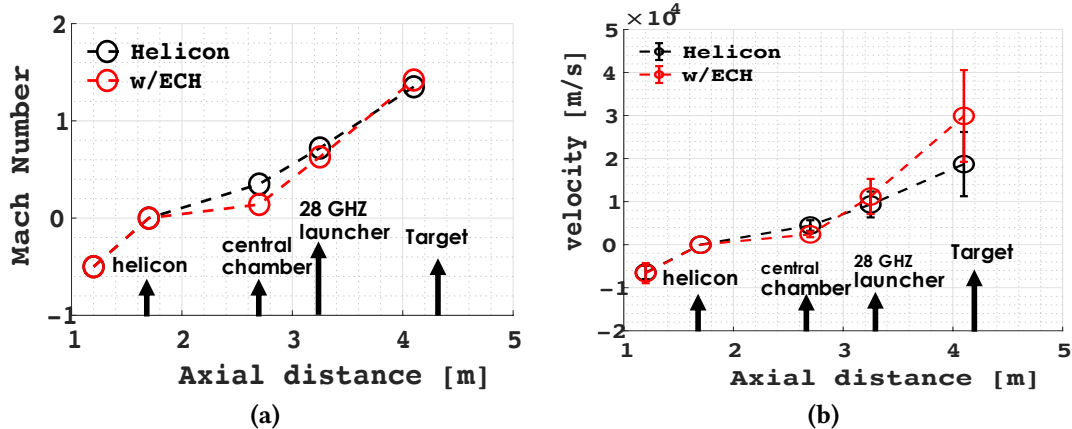 2
1
0
-1
Mach Number
Helicon
w/ECH
helicon
central
chamber
28 GHZ
launcher
Target
1 2 3 4 5
Axial distance [m]
(a)
×10⁴
5
4
3
2
1
0
-1
-2
velocity [m/s]
Helicon
w/ECH
helicon
central
chamber
28 GHZ
launcher
Target
1 2 3 4 5
Axial distance [m]
(b)